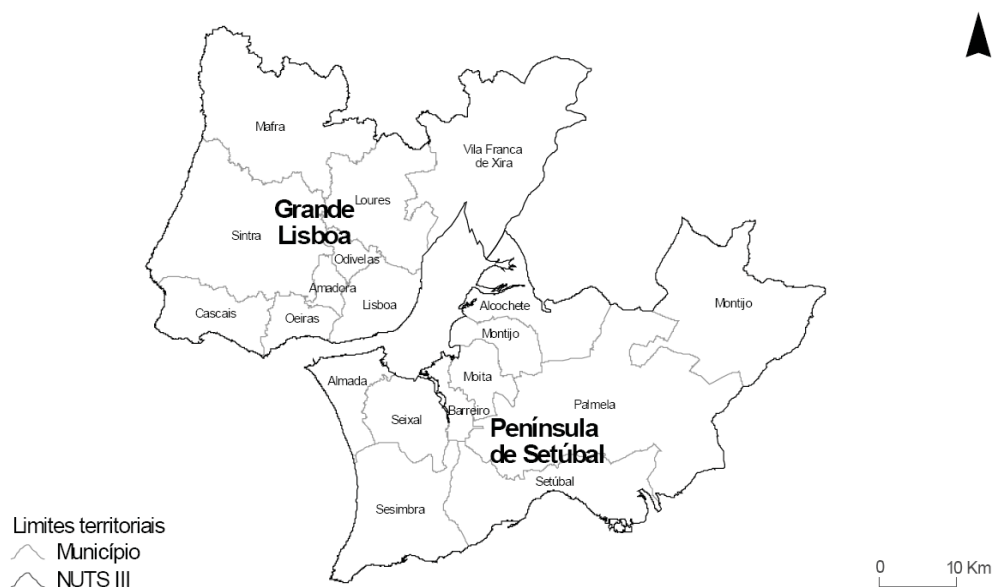 Mafra
Vila Franca
de Xira
Loures
Grande
Lisboa
Sintra
Odivelas
Amadora
Lisboa
Cascais
Oeiras
Alcochete
Montijo
Montijo
Moita
Almada
Seixal
Barreiro
Palmela
Península
de Setúbal
Setúbal
Sesimbra
Limites territoriais
Município
NUTS III
0 10 Km